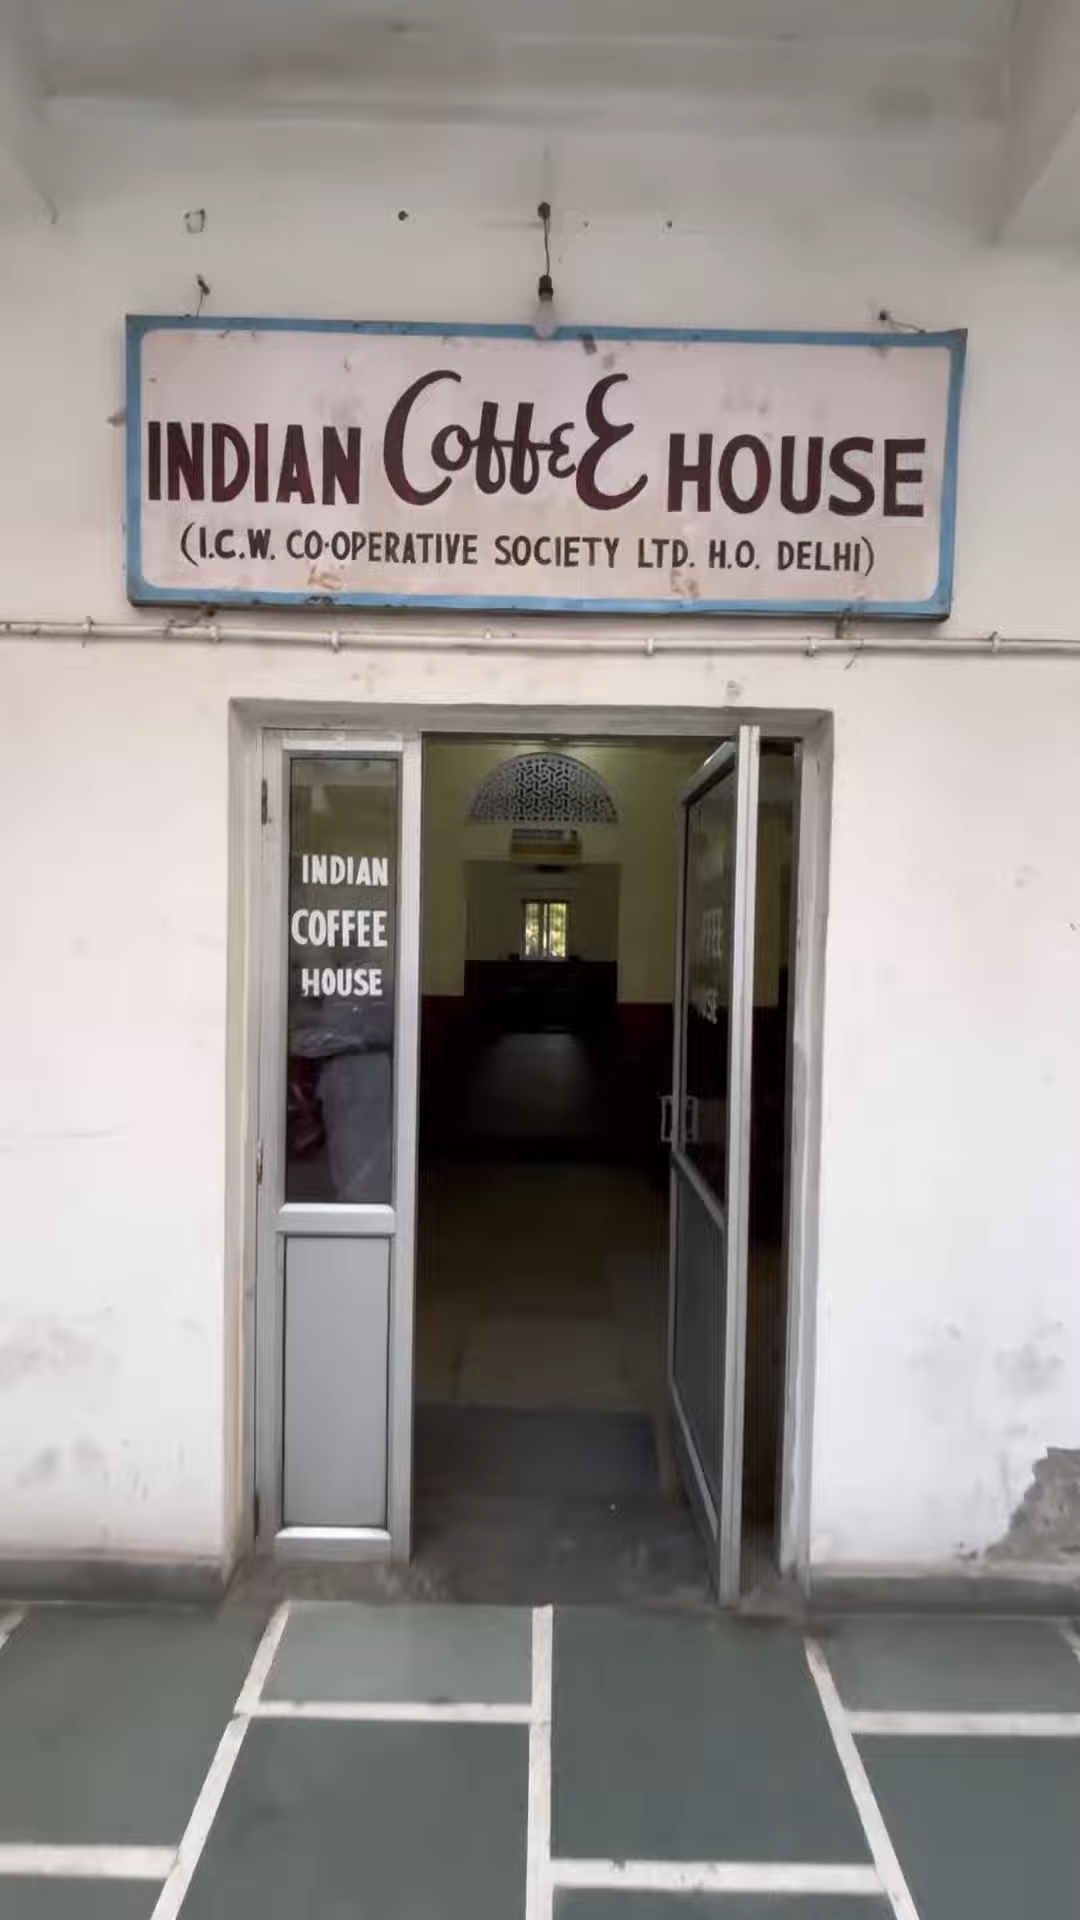 INDIAN CoffeE HOUSE
(I.C.W. CO-OPERATIVE SOCIETY LTD. H.O. DELHI)
INDIAN
COFFEE
HOUSE